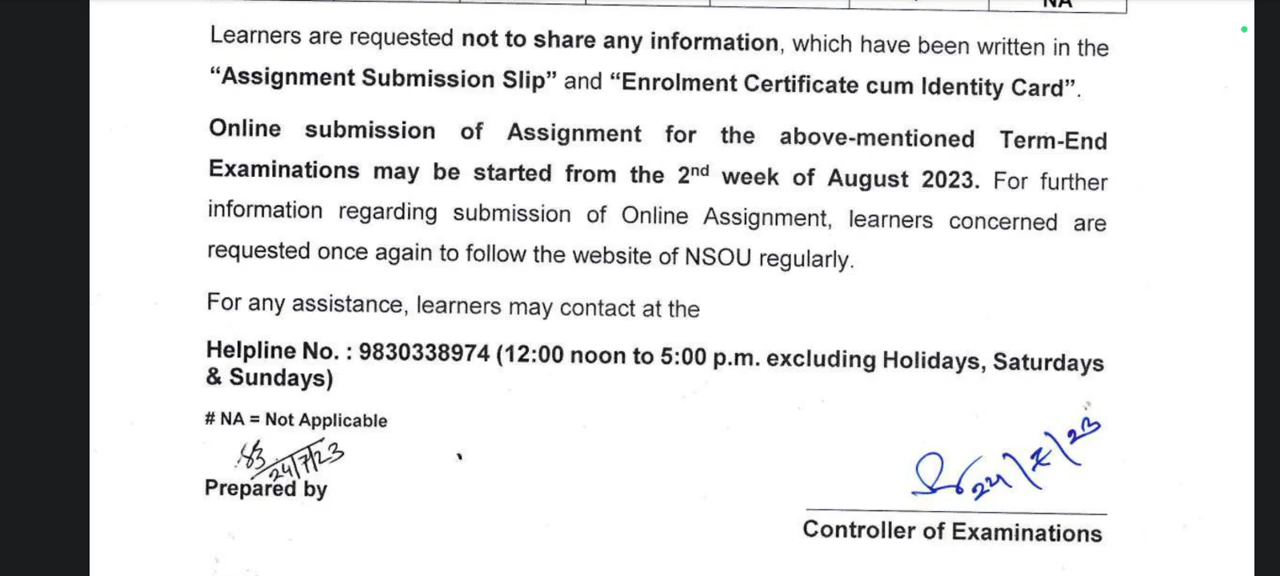 NA
Learners are requested not to share any information, which have been written in the
“Assignment Submission Slip” and “Enrolment Certificate cum Identity Card”.
Online submission of Assignment for the above-mentioned Term-End
Examinations may be started from the 2nd week of August 2023. For further
information regarding submission of Online Assignment, learners concerned are
requested once again to follow the website of NSOU regularly.
For any assistance, learners may contact at the
Helpline No. : 9830338974 (12:00 noon to 5:00 p.m. excluding Holidays, Saturdays
& Sundays)
# NA = Not Applicable
24/7/23
Prepared by
24/7/23
Controller of Examinations